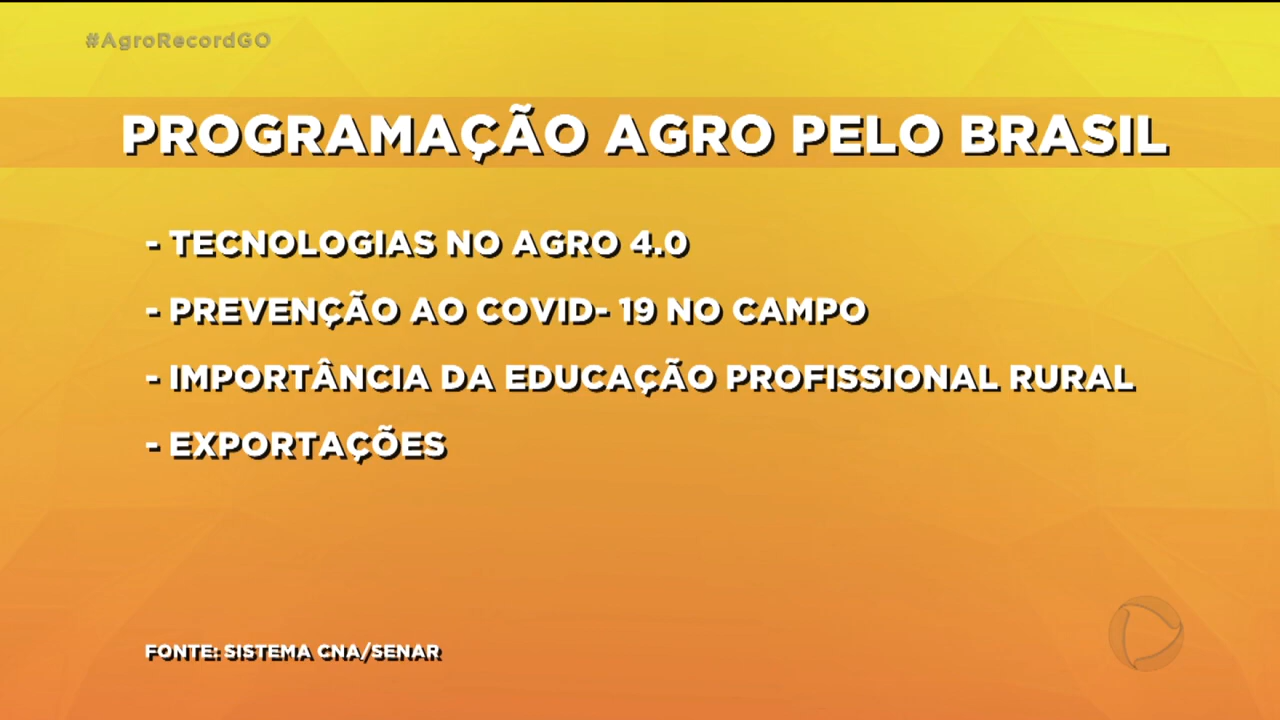 #AgroRecordGO
PROGRAMAÇÃO AGRO PELO BRASIL
- TECNOLOGIAS NO AGRO 4.0
- PREVENÇÃO AO COVID- 19 NO CAMPO
- IMPORTÂNCIA DA EDUCAÇÃO PROFISSIONAL RURAL
- EXPORTAÇÕES
FONTE: SISTEMA CNA/SENAR